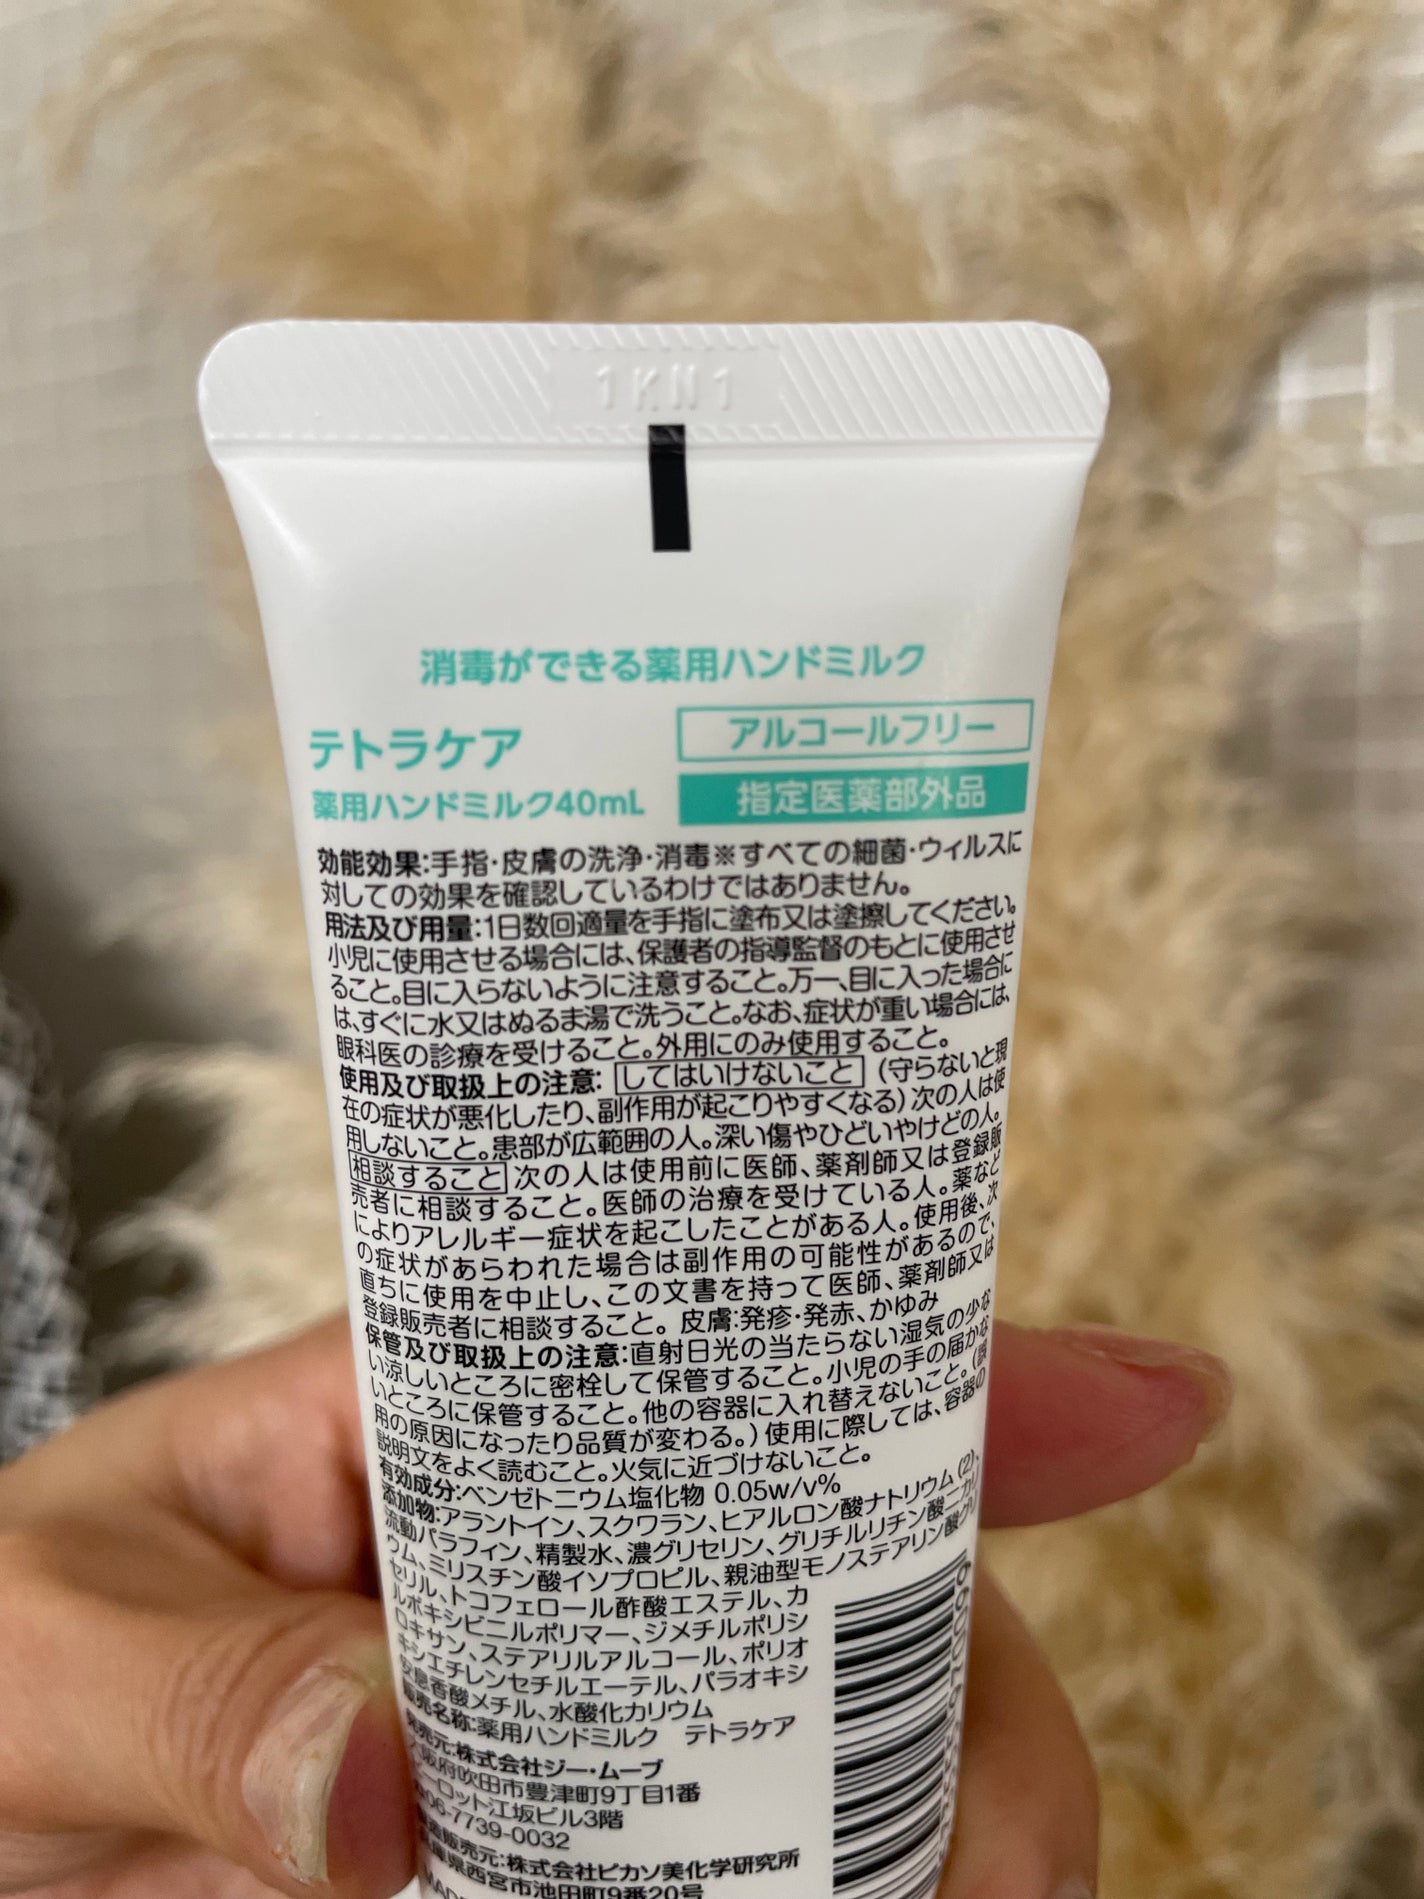 1KN1
消毒ができる薬用ハンドミルク
テトラケア
アルコールフリー
薬用ハンドミルク40mL
指定医薬部外品
効能効果:手指・皮膚の洗浄・消毒※すべての細菌・ウィルスに
対しての効果を確認しているわけではありません。
用法及び用量:1日数回適量を手指に塗布又は塗擦してください。
小児に使用させる場合には、保護者の指導監督のもとに使用させ
ること。目に入らないように注意すること。万一、目に入った場合に
は、すぐに水又はぬるま湯で洗うこと。なお、症状が重い場合には、
眼科医の診療を受けること。外用にのみ使用すること。
使用及び取扱上の注意: してはいけないこと (守らないと現
在の症状が悪化したり、副作用が起こりやすくなる) 次の人は使
用しないこと。患部が広範囲の人。深い傷やひどいやけどの人。
相談すること 次の人は使用前に医師、薬剤師又は登録販
売者に相談すること。医師の治療を受けている人。薬など
によりアレルギー症状を起こしたことがある人。使用後、次
の症状があらわれた場合は副作用の可能性があるので、
直ちに使用を中止し、この文書を持って医師、薬剤師又は
登録販売者に相談すること。 皮膚:発疹・発赤、かゆみ
保管及び取扱上の注意:直射日光の当たらない湿気の少な
い涼しいところに密栓して保管すること。小児の手の届かな
いところに保管すること。他の容器に入れ替えないこと。(誤
用の原因になったり品質が変わる。) 使用に際しては、容器の
説明文をよく読むこと。火気に近づけないこと。
有効成分:ベンゼトニウム塩化物 0.05w/v%
添加物:アラントイン、スクワラン、ヒアルロン酸ナトリウム (2)、
流動パラフィン、精製水、濃グリセリン、グリチルリチン酸二カリ
ウム、ミリスチン酸イソプロピル、親油型モノステアリン酸グリ
セリル、トコフェロール酢酸エステル、カ
ルボキシビニルポリマー、ジメチルポリシ
ロキサン、ステアリルアルコール、ポリオ
キシエチレンセチルエーテル、パラオキシ
安息香酸メチル、水酸化カリウム
販売名称:薬用ハンドミルク テトラケア
発売元:株式会社ジー・ムーブ
大阪府吹田市豊津町9丁目1番
ビーロット江坂ビル3階
06-7739-0032
製造販売元:株式会社ピカソ美化学研究所
兵庫県西宮市池田町9番20号